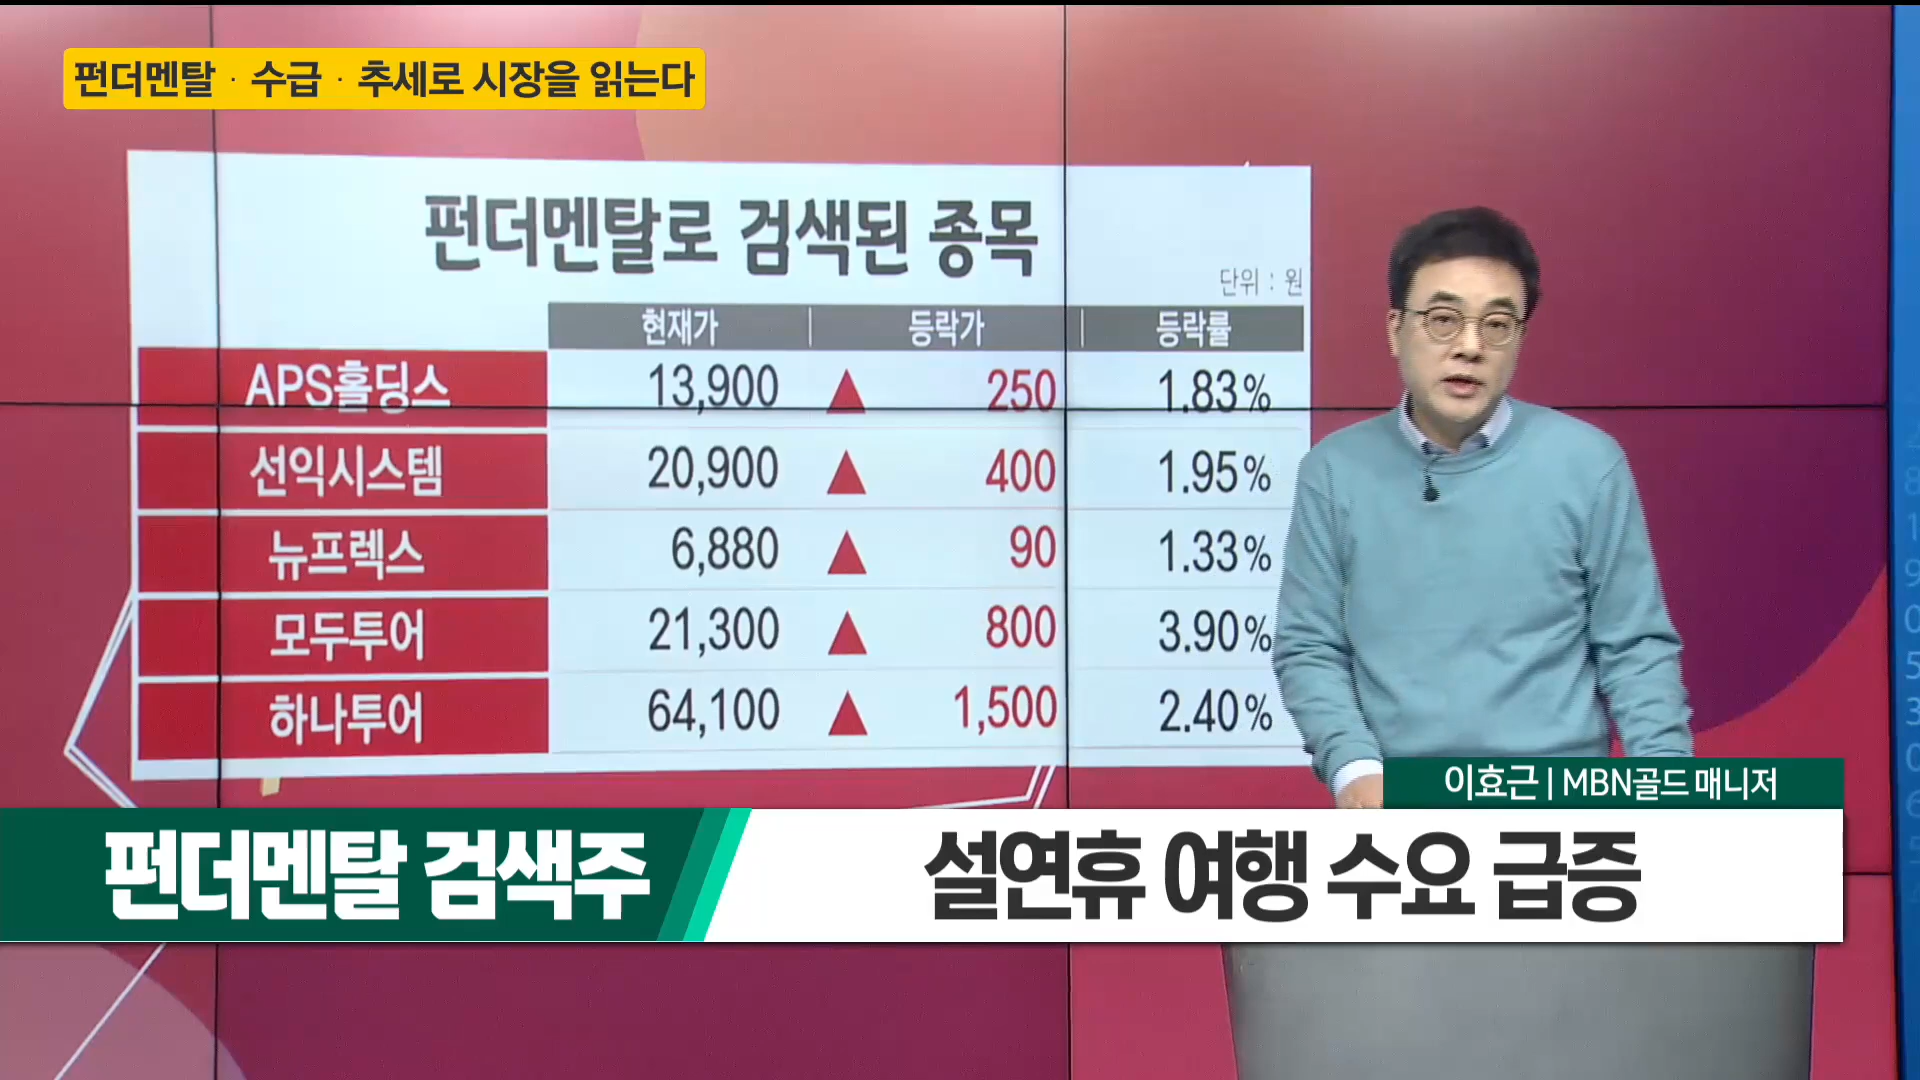 펀더멘탈 · 수급 · 추세로 시장을 읽는다
펀더멘탈로 검색된 종목
단위 : 원
현재가 등락가 등락률
APS홀딩스 13,900 ▲ 250 1.83%
선익시스템 20,900 ▲ 400 1.95%
뉴프렉스 6,880 ▲ 90 1.33%
모두투어 21,300 ▲ 800 3.90%
하나투어 64,100 ▲ 1,500 2.40%
이효근 | MBN골드 매니저
펀더멘탈 검색주
설연휴 여행 수요 급증